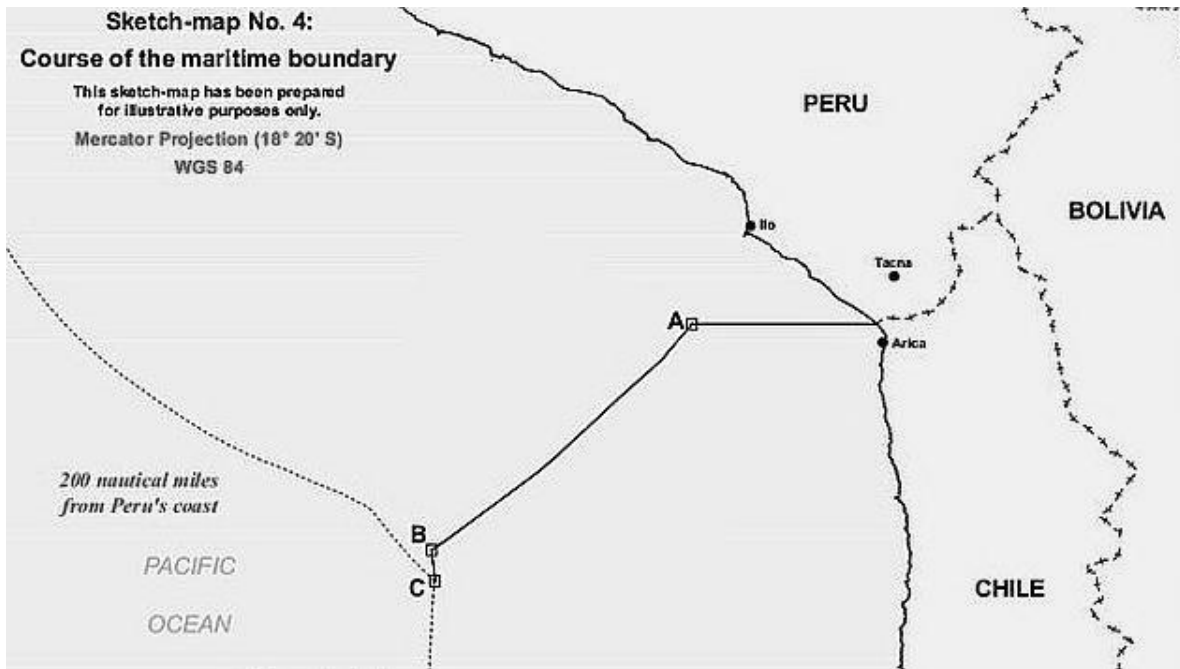 Sketch-map No. 4:
Course of the maritime boundary
This sketch-map has been prepared
for illustrative purposes only.
Mercator Projection (18° 20' S)
WGS 84
PERU
BOLIVIA
Ilo
Tacna
A
Arica
200 nautical miles
from Peru's coast
B
PACIFIC
C
CHILE
OCEAN